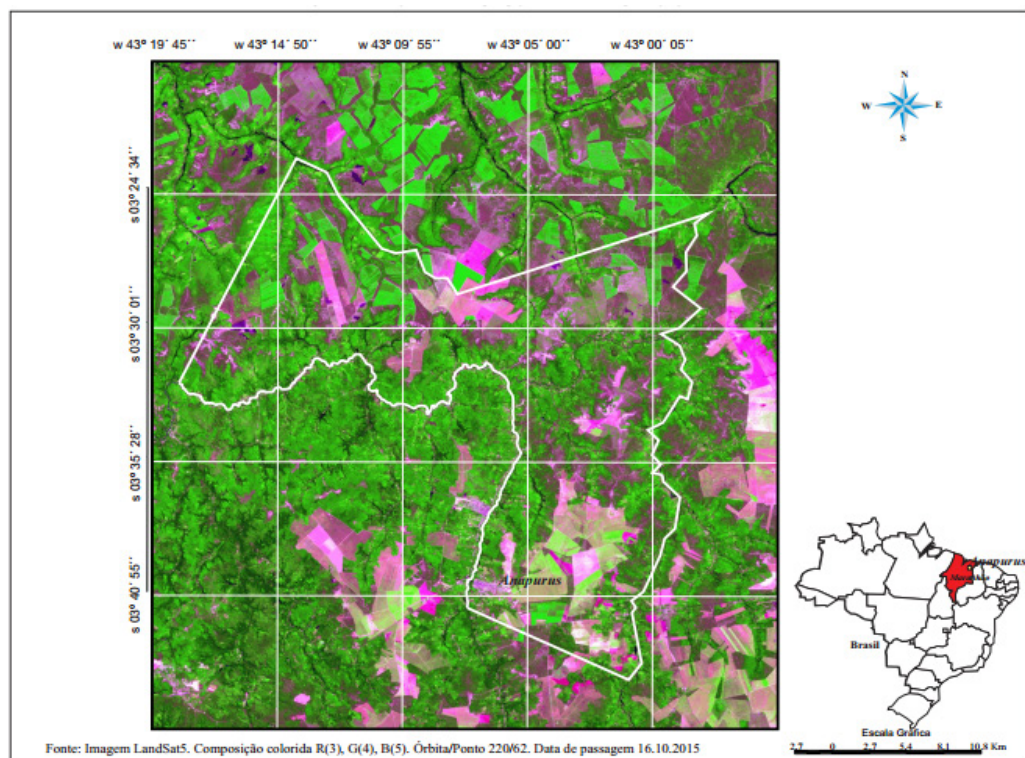 w 43º 19´ 45´´ w 43º 14´ 50´´ w 43º 09´ 55´´ w 43º 05´ 00´´ w 43º 00´ 05´´
N
W E
S
s 03º 24´ 34´´
s 03º 30´ 01´´
s 03º 35´ 28´´
s 03º 40´ 55´´
Anapurus
Anapurus
Maranhão
Brasil
Escala Gráfica
2,7 0 2,7 5,4 8,1 10,8 Km
Fonte: Imagem LandSat5. Composição colorida R(3), G(4), B(5). Órbita/Ponto 220/62. Data de passagem 16.10.2015